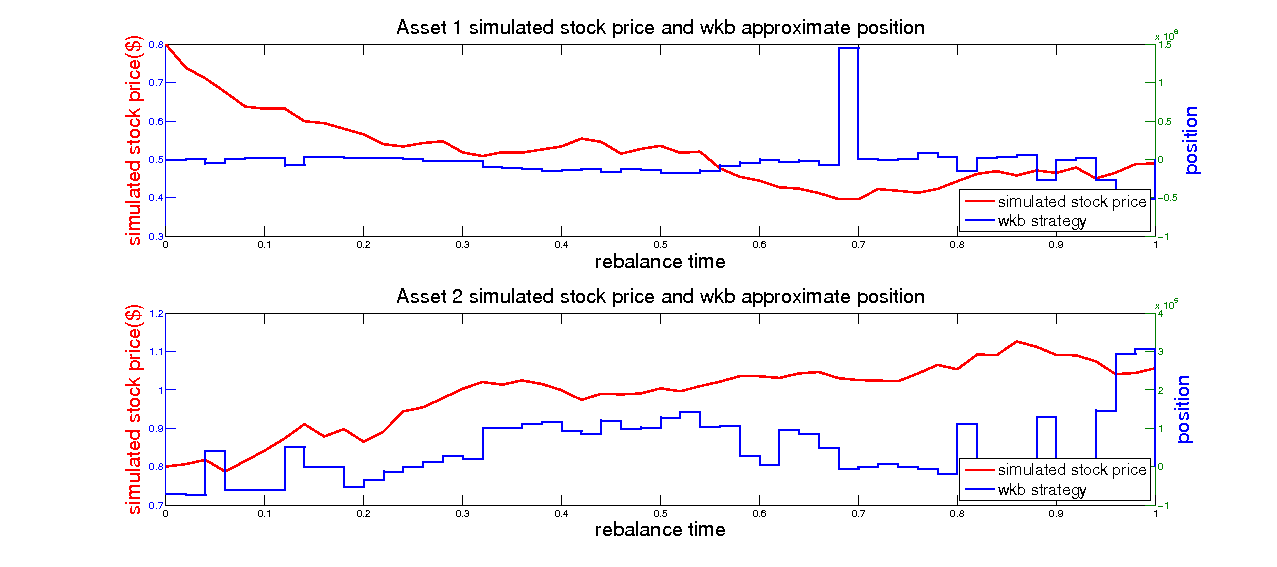 Asset 1 simulated stock price and wkb approximate position
x 10^6
simulated stock price($)
0.8
0.7
0.6
0.5
0.4
0.3
1.5
1
0.5
0
−0.5
−1
position
simulated stock price
wkb strategy
0 0.1 0.2 0.3 0.4 0.5 0.6 0.7 0.8 0.9 1
rebalance time
Asset 2 simulated stock price and wkb approximate position
x 10^5
simulated stock price($)
1.2
1.1
1
0.9
0.8
0.7
4
3
2
1
0
−1
position
simulated stock price
wkb strategy
0 0.1 0.2 0.3 0.4 0.5 0.6 0.7 0.8 0.9 1
rebalance time